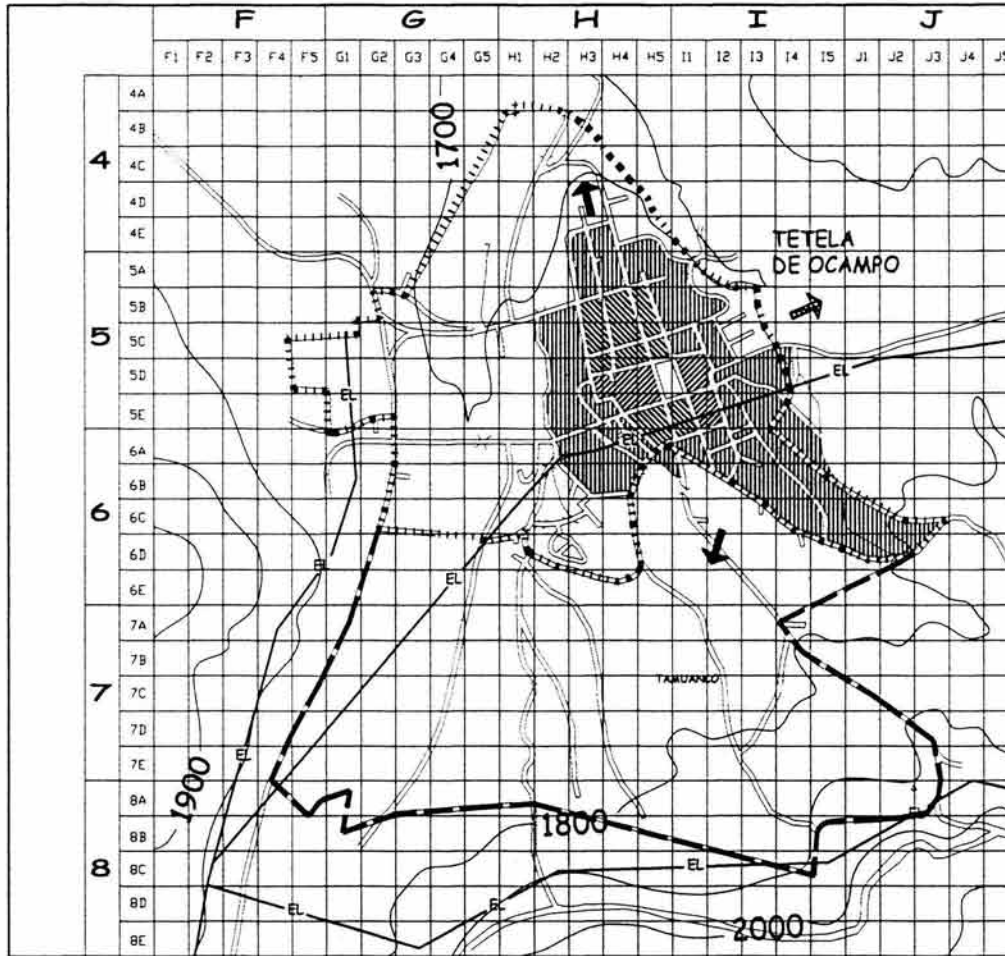 F G H I J
F1 F2 F3 F4 F5 G1 G2 G3 G4 G5 H1 H2 H3 H4 H5 I1 I2 I3 I4 I5 J1 J2 J3 J4 J5
4A
4B
4
4C
4D
4E
5A
5B
5
5C
5D
5E
6A
6B
6
6C
6D
6E
7A
7B
7
7C
7D
7E
8A
8B
8
8C
8D
8E
1700
TETELA
DE OCAMPO
EL
EL
EL
EL
EL
TAMUANCO
EL
1900
1800
EL
EL
EL
EL
2000